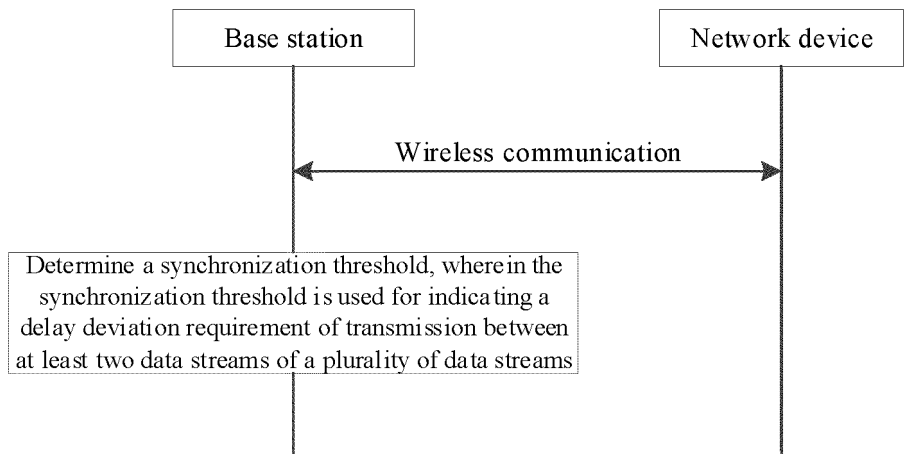 Base station
Network device
Wireless communication
Determine a synchronization threshold, wherein the
synchronization threshold is used for indicating a
delay deviation requirement of transmission between
at least two data streams of a plurality of data streams